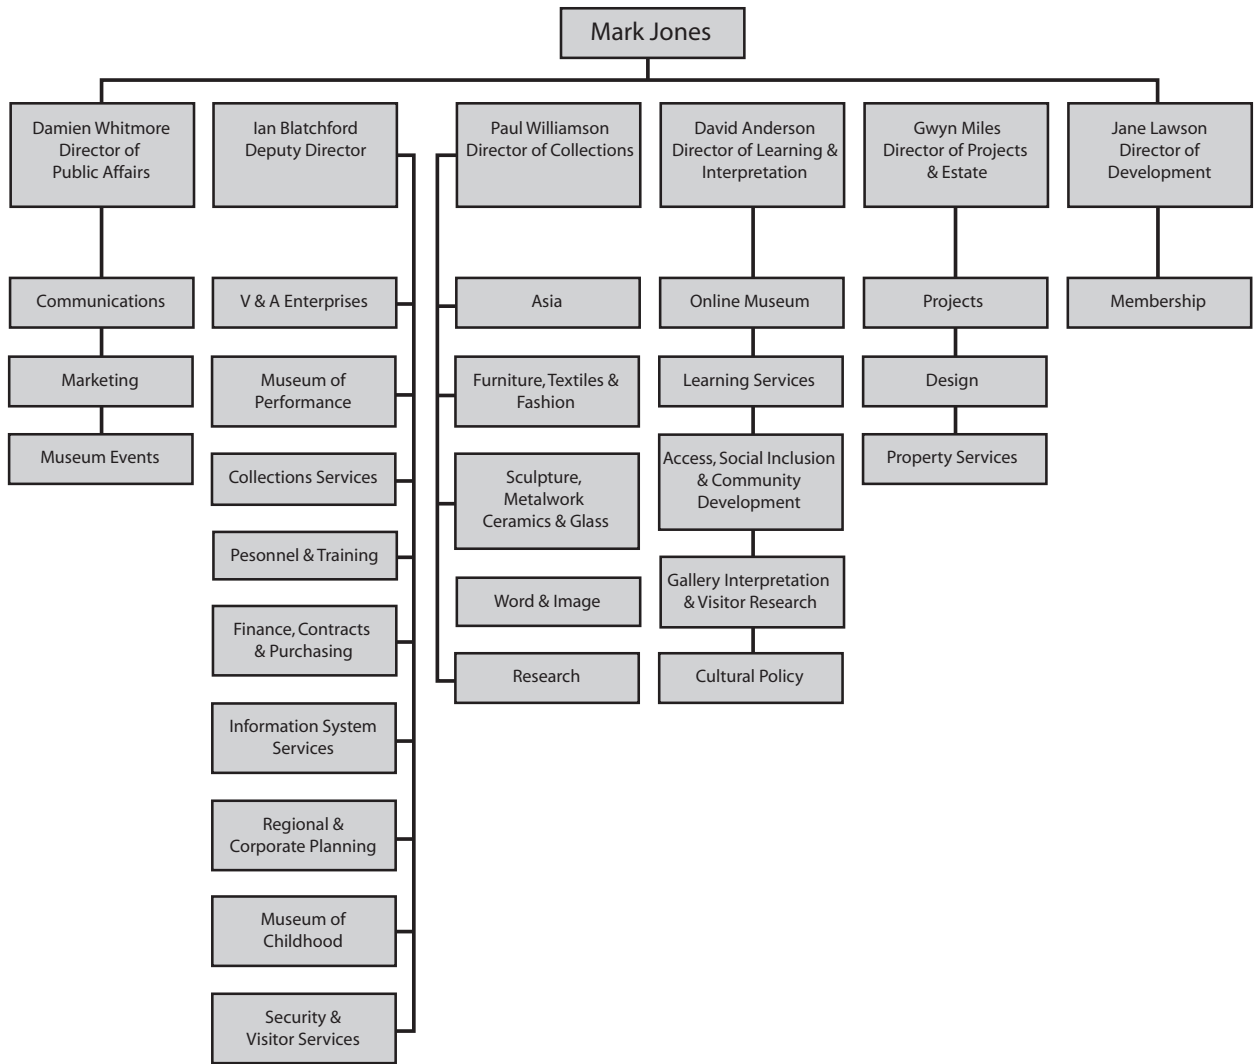 Mark Jones
Damien Whitmore
Director of
Public Affairs
Ian Blatchford
Deputy Director
Paul Williamson
Director of Collections
David Anderson
Director of Learning &
Interpretation
Gwyn Miles
Director of Projects
& Estate
Jane Lawson
Director of
Development
Communications
Marketing
Museum Events
V & A Enterprises
Museum of
Performance
Collections Services
Pesonnel & Training
Finance, Contracts
& Purchasing
Information System
Services
Regional &
Corporate Planning
Museum of
Childhood
Security &
Visitor Services
Asia
Furniture, Textiles &
Fashion
Sculpture,
Metalwork
Ceramics & Glass
Word & Image
Research
Online Museum
Learning Services
Access, Social Inclusion
& Community
Development
Gallery Interpretation
& Visitor Research
Cultural Policy
Projects
Design
Property Services
Membership